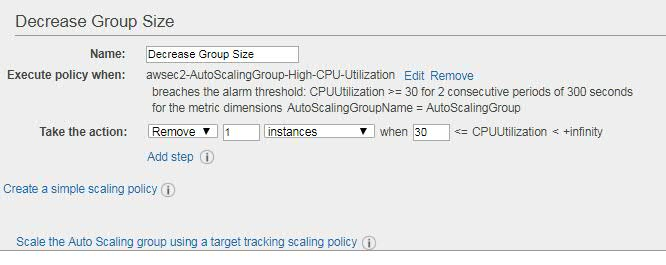 Decrease Group Size
Name: Decrease Group Size
Execute policy when: awsec2-AutoScalingGroup-High-CPU-Utilization Edit Remove
breaches the alarm threshold: CPUUtilization >= 30 for 2 consecutive periods of 300 seconds
for the metric dimensions AutoScalingGroupName = AutoScalingGroup
Take the action: Remove 1 instances when 30 <= CPUUtilization < +infinity
Add step i
Create a simple scaling policy i
Scale the Auto Scaling group using a target tracking scaling policy i